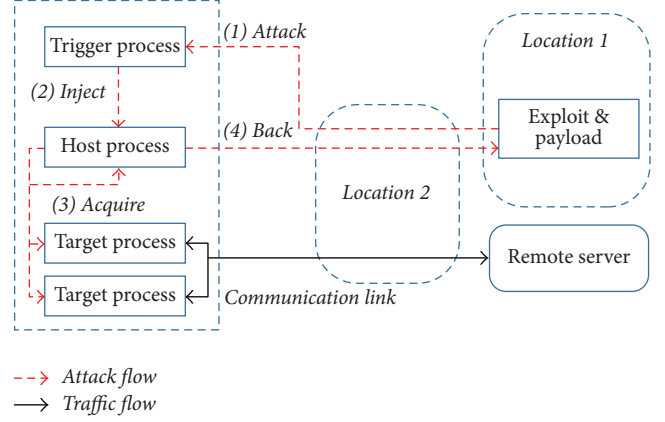 Trigger process
(1) Attack
Location 1
(2) Inject
Exploit &
payload
Host process
(4) Back
Location 2
(3) Acquire
Target process
Remote server
Target process
Communication link
Attack flow
Traffic flow